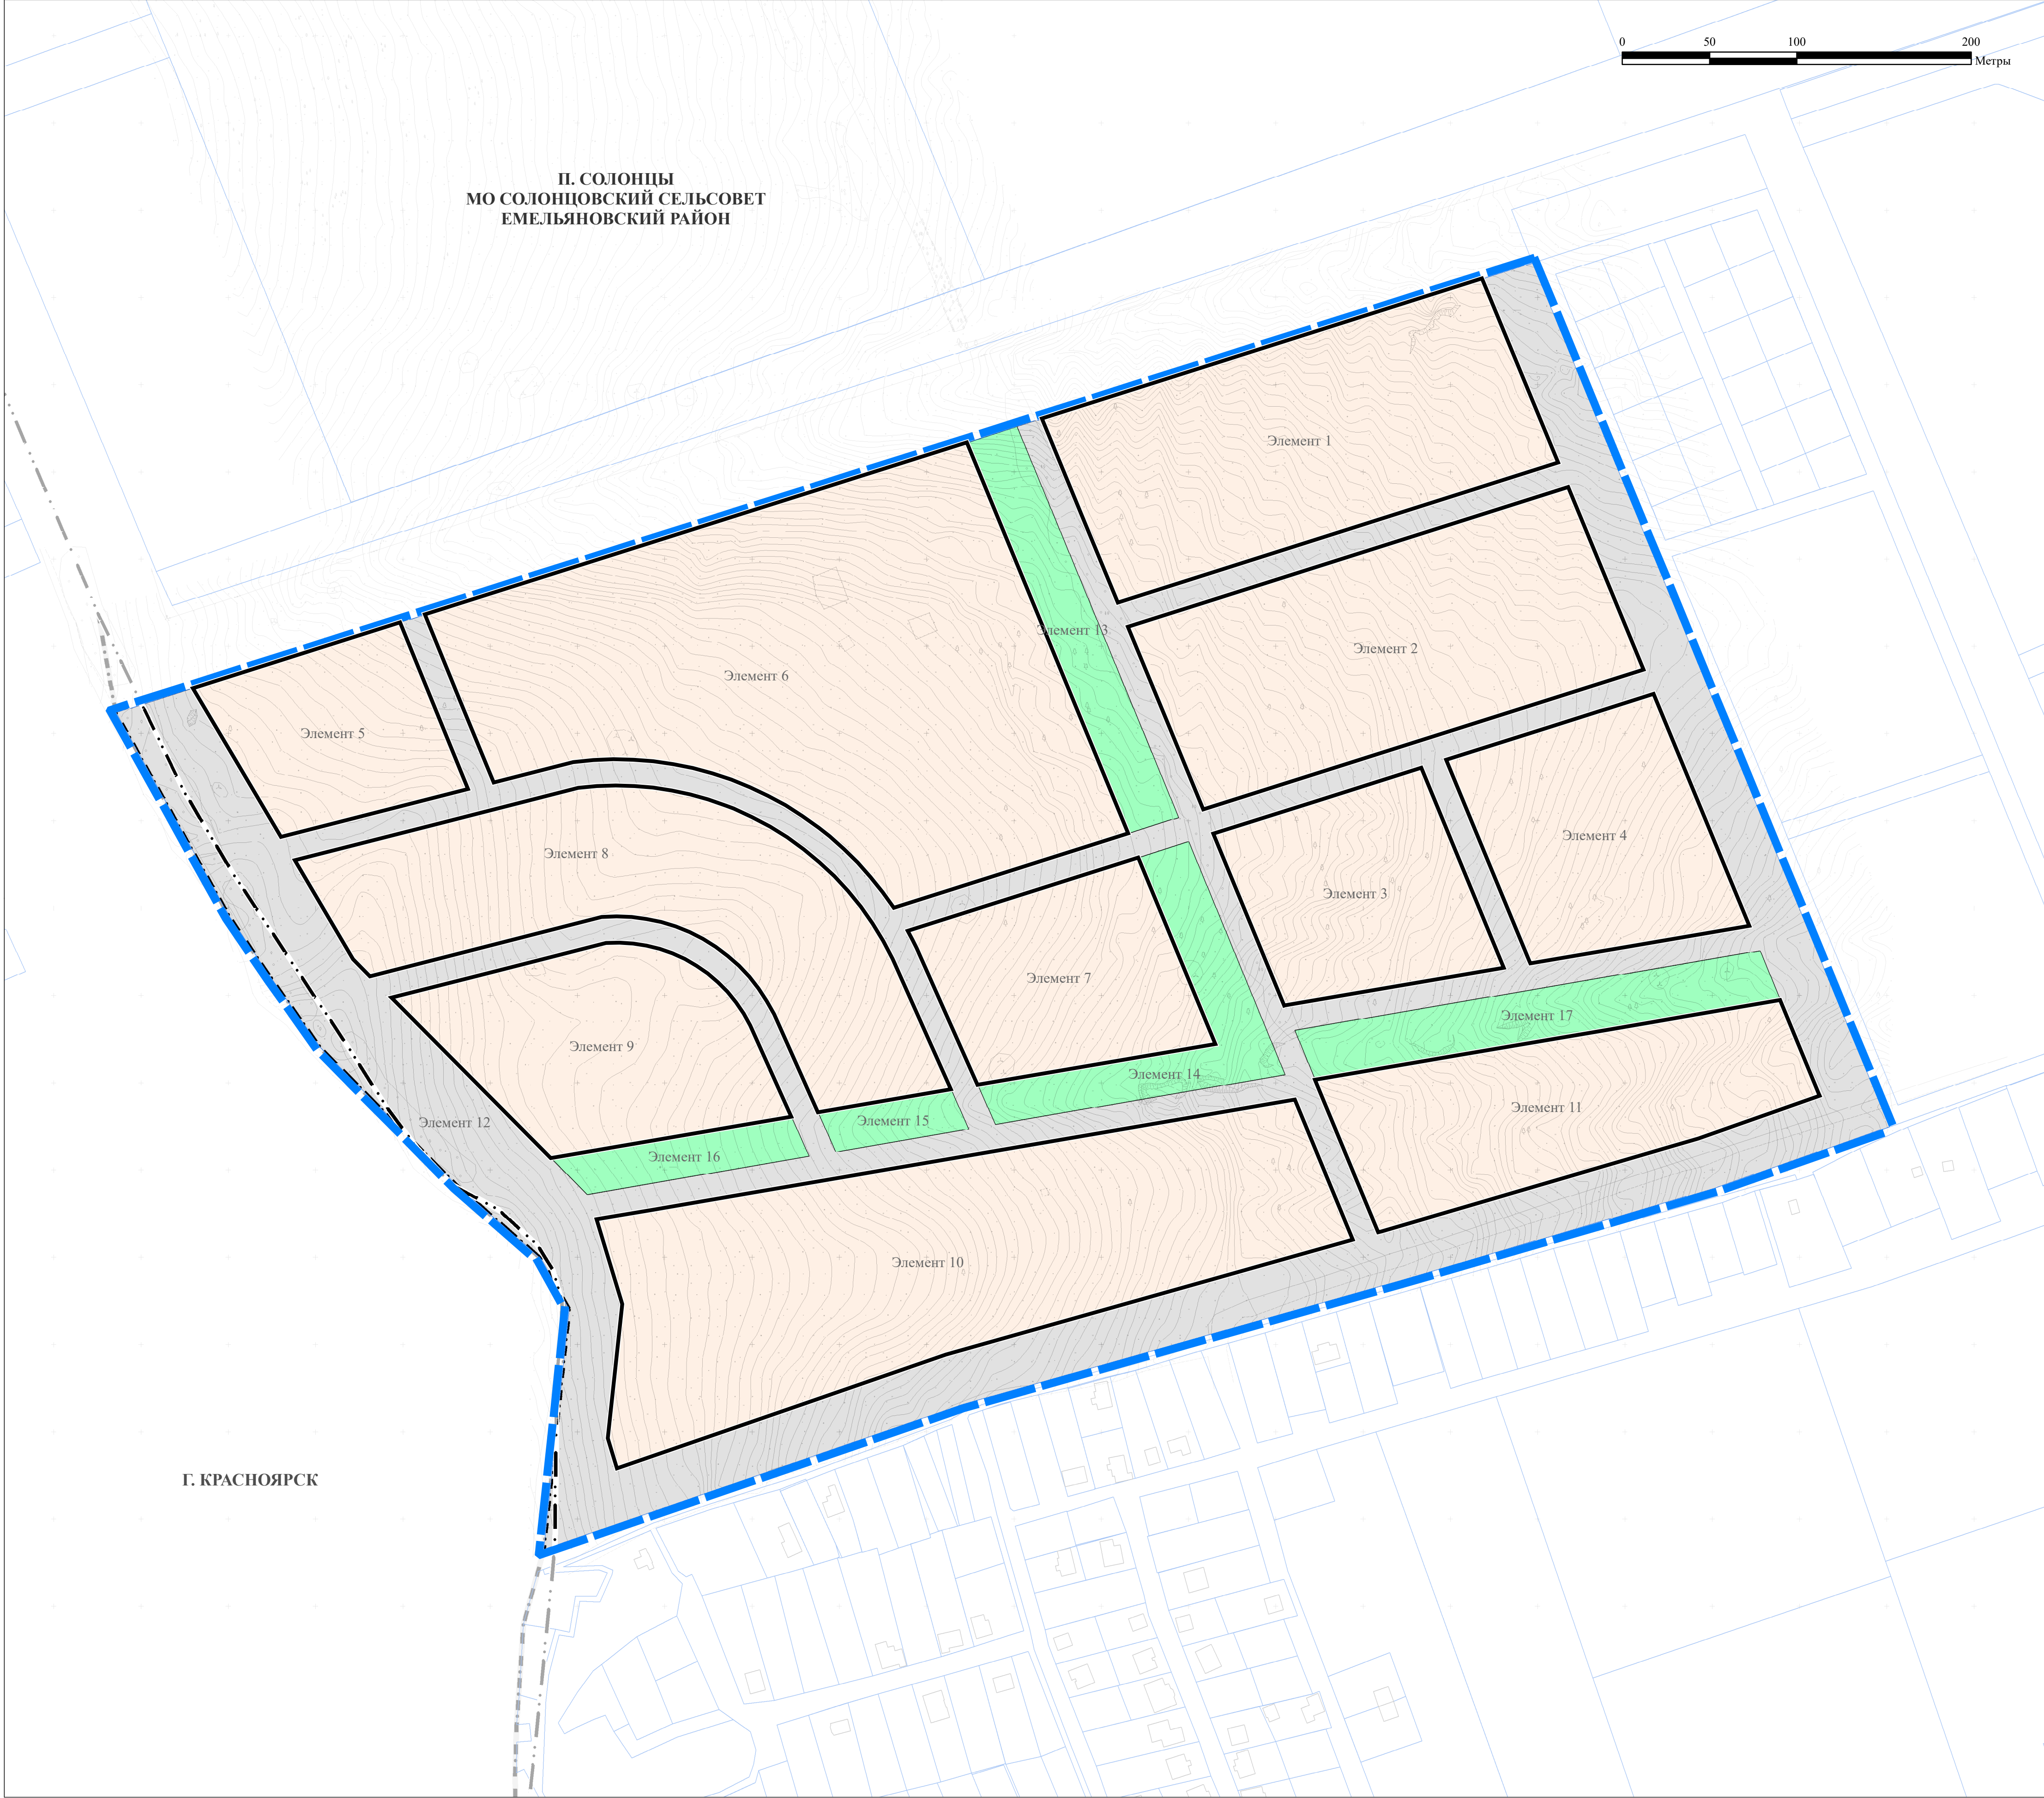 0 50 100 200
Метры
П. СОЛОНЦЫ
МО СОЛОНЦОВСКИЙ СЕЛЬСОВЕТ
ЕМЕЛЬЯНОВСКИЙ РАЙОН
Элемент 1
Элемент 13
Элемент 2
Элемент 6
Элемент 5
Элемент 4
Элемент 8
Элемент 3
Элемент 7
Элемент 17
Элемент 9
Элемент 14
Элемент 11
Элемент 15
Элемент 12
Элемент 16
Элемент 10
Г. КРАСНОЯРСК